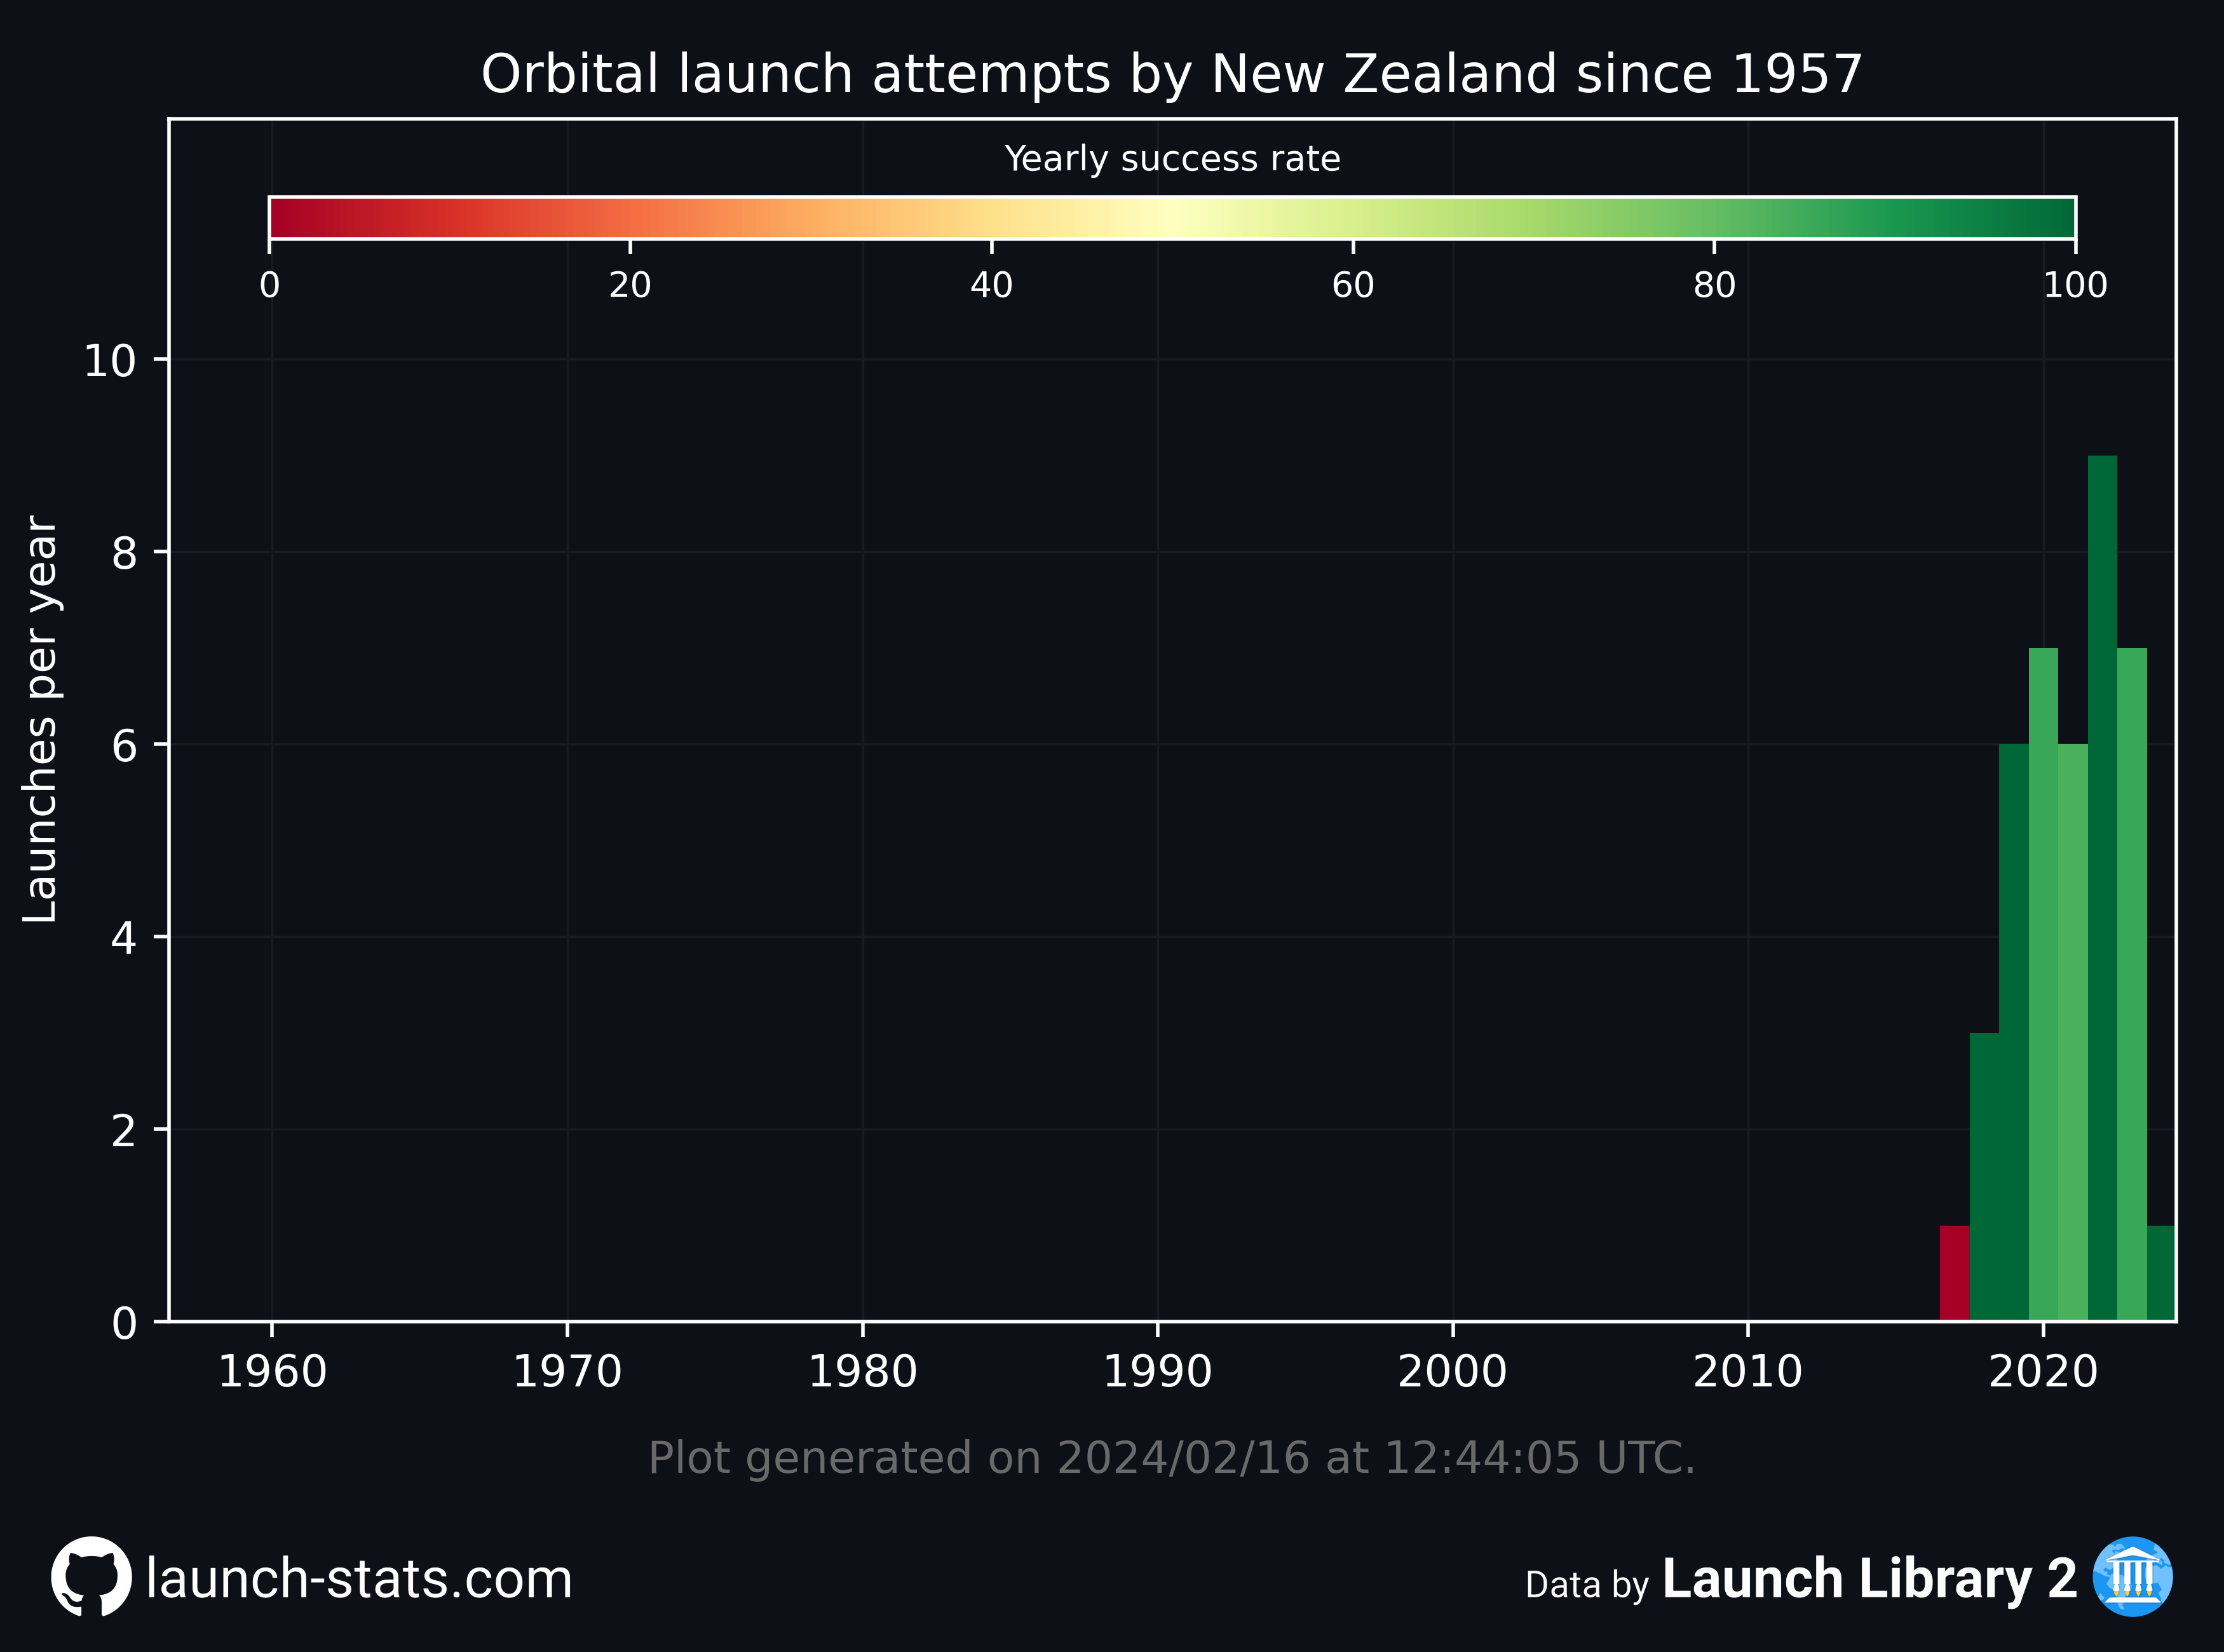 Orbital launch attempts by New Zealand since 1957
Yearly success rate
0 20 40 60 80 100
Launches per year
10
8
6
4
2
0
1960 1970 1980 1990 2000 2010 2020
Plot generated on 2024/02/16 at 12:44:05 UTC.
launch-stats.com
Data by Launch Library 2